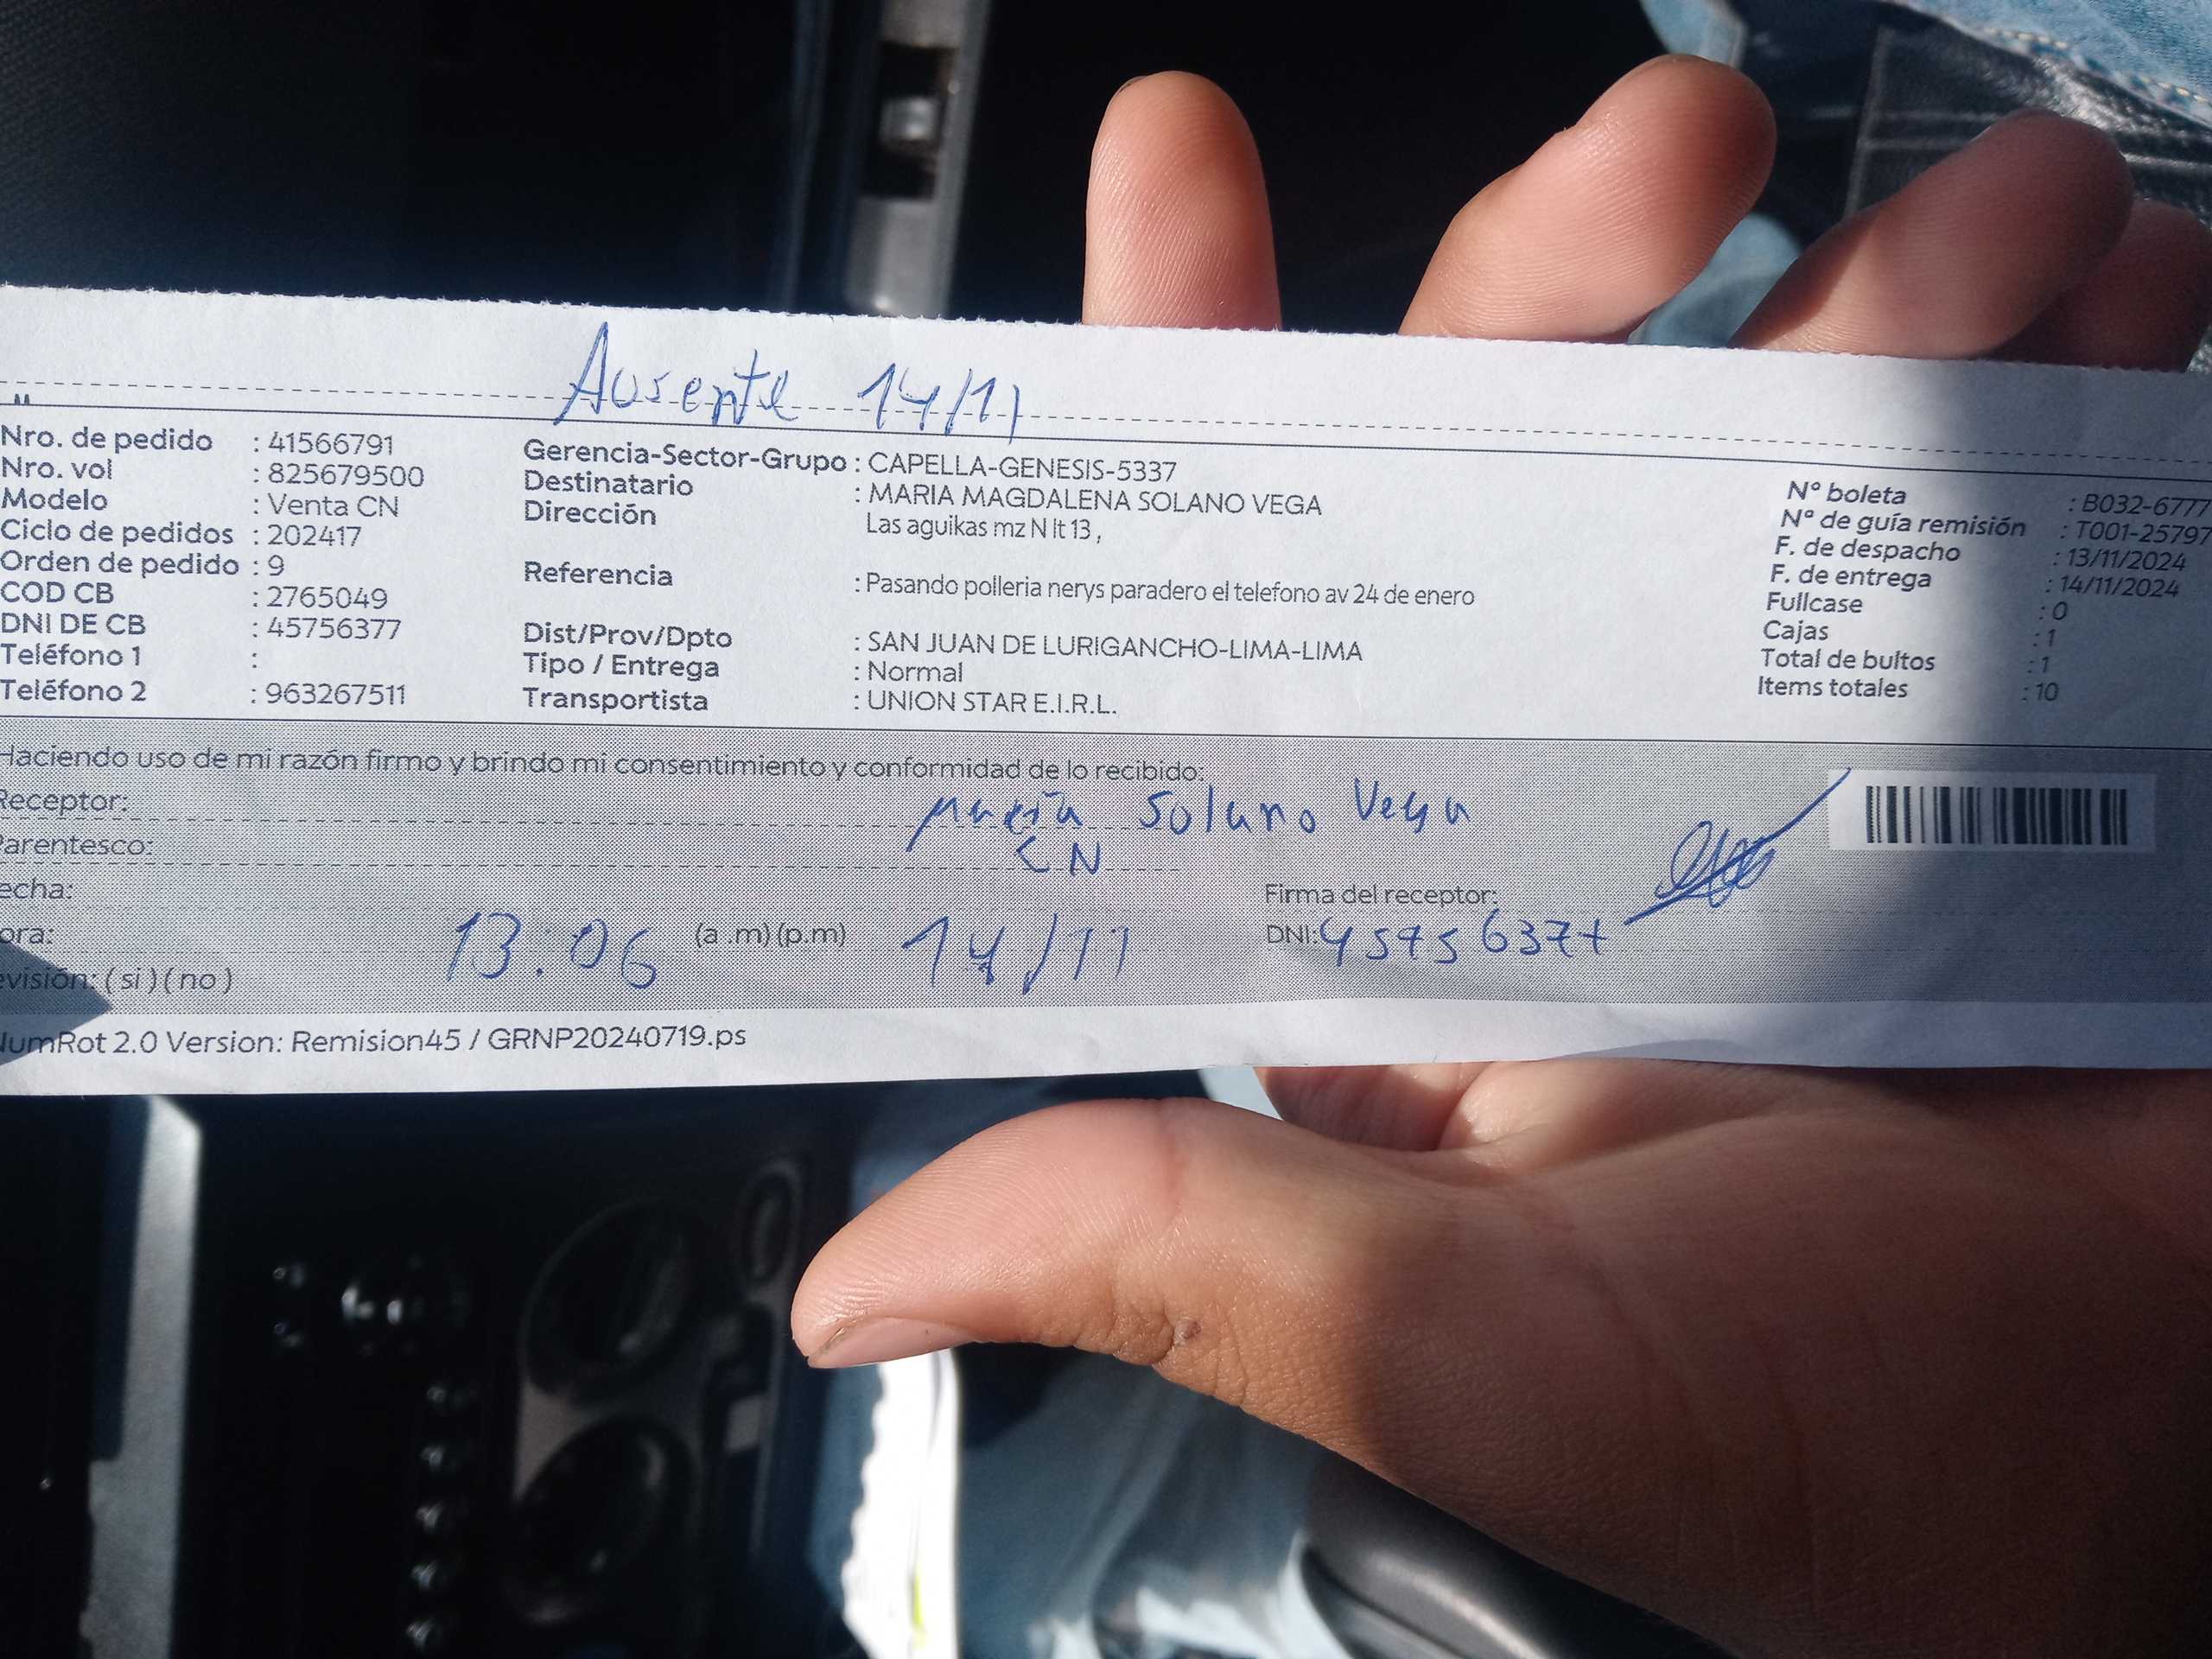 Ausente 14/11
Nro. de pedido : 41566791
Nro. vol : 825679500
Modelo : Venta CN
Ciclo de pedidos : 202417
Orden de pedido : 9
COD CB : 2765049
DNI DE CB : 45756377
Teléfono 1 :
Teléfono 2 : 963267511
Gerencia-Sector-Grupo : CAPELLA-GENESIS-5337
Destinatario : MARIA MAGDALENA SOLANO VEGA
Dirección Las aguikas mz N lt 13 ,
Referencia : Pasando polleria nerys paradero el telefono av 24 de enero
Dist/Prov/Dpto : SAN JUAN DE LURIGANCHO-LIMA-LIMA
Tipo / Entrega : Normal
Transportista : UNION STAR E.I.R.L.
Nº boleta : B032-6777
Nº de guía remisión : T001-25797
F. de despacho : 13/11/2024
F. de entrega : 14/11/2024
Fullcase : 0
Cajas : 1
Total de bultos : 1
Items totales : 10
Haciendo uso de mi razón firmo y brindo mi consentimiento y conformidad de lo recibido:
Receptor: María Solano Vega
Parentesco: CN
echa:
ora: 13:06 (a .m) (p.m) 14/11
evisión: ( si ) ( no )
Firma del receptor:
DNI: 45756377
NumRot 2.0 Version: Remision45 / GRNP20240719.ps